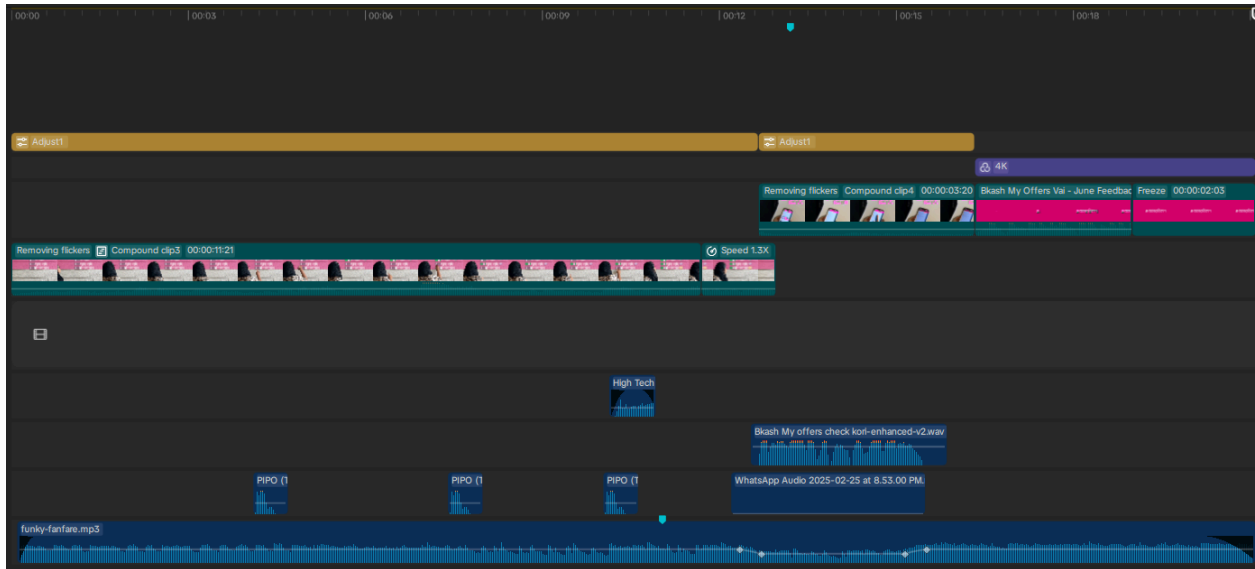 00:00 00:03 00:06 00:09 00:12 00:15 00:18
Adjust1 Adjust1
4K
Removing flickers Compound clip4 00:00:03:20 Bkash My Offers Vai - June Feedbac Freeze 00:00:02:03
Removing flickers Compound clip3 00:00:11:21 Speed 1.3X
High Tech
Bkash My offers check kori-enhanced-v2.wav
PIPO (1 PIPO (1 PIPO (1 WhatsApp Audio 2025-02-25 at 8.53.00 PM.
funky-fanfare.mp3